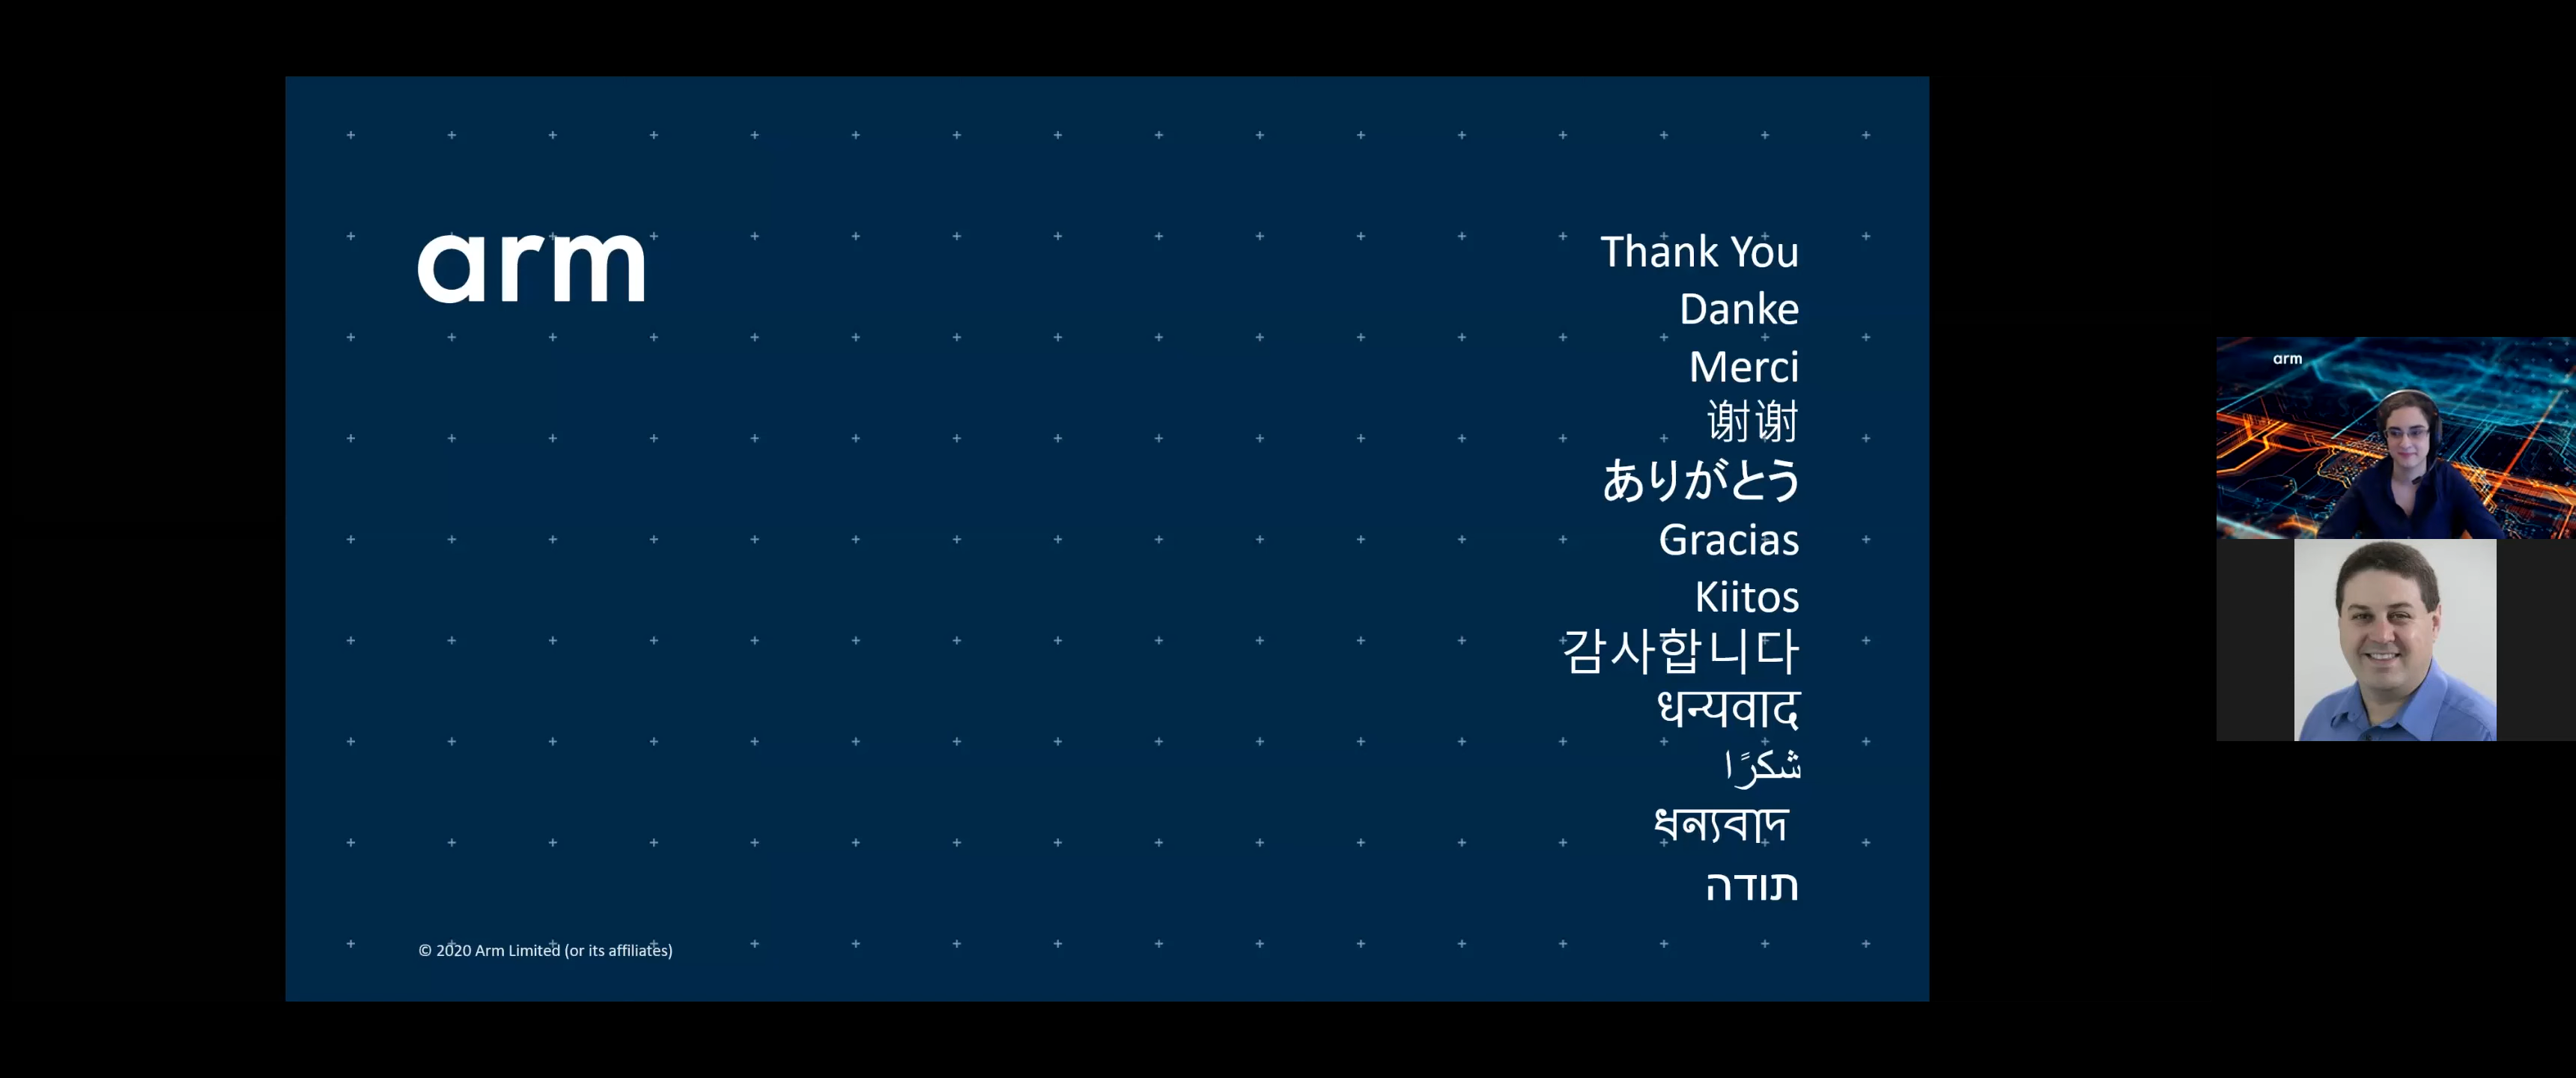 arm
Thank You
Danke
Merci
谢谢
ありがとう
Gracias
Kiitos
감사합니다
धन्यवाद
شكرًا
ধন্যবাদ
תודה
© 2020 Arm Limited (or its affiliates)
arm